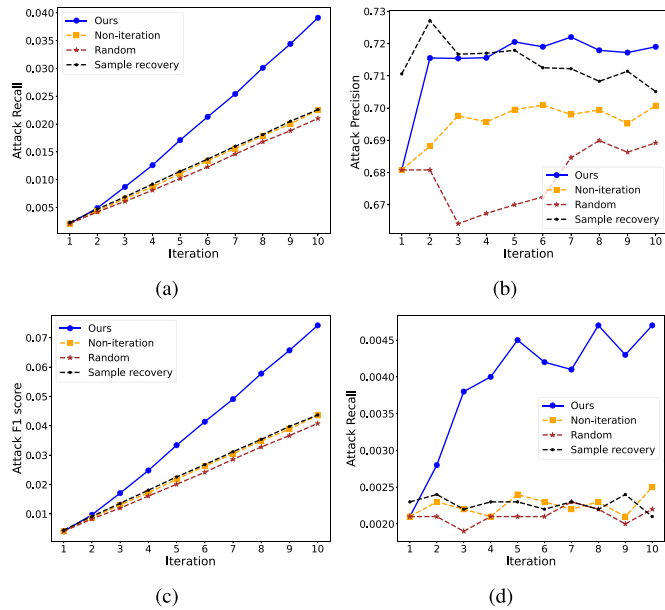 0.040
0.035
0.030
0.025
0.020
0.015
0.010
0.005
Attack Recall
Ours
Non-iteration
Random
Sample recovery
1 2 3 4 5 6 7 8 9 10
Iteration
(a)
0.73
0.72
0.71
0.70
0.69
0.68
0.67
Attack Precision
Ours
Non-iteration
Random
Sample recovery
1 2 3 4 5 6 7 8 9 10
Iteration
(b)
0.07
0.06
0.05
0.04
0.03
0.02
0.01
Attack F1 score
Ours
Non-iteration
Random
Sample recovery
1 2 3 4 5 6 7 8 9 10
Iteration
(c)
0.0045
0.0040
0.0035
0.0030
0.0025
0.0020
Attack Recall
Ours
Non-iteration
Random
Sample recovery
1 2 3 4 5 6 7 8 9 10
Iteration
(d)